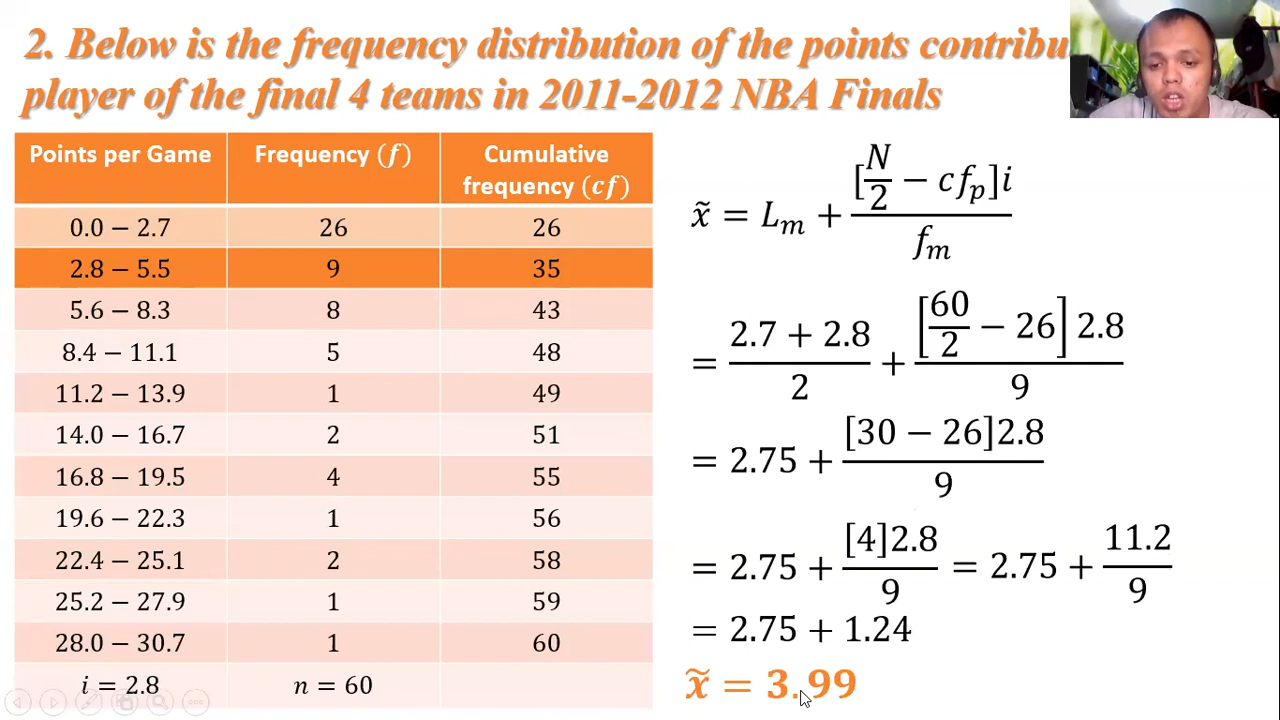 2. Below is the frequency distribution of the points contribu
player of the final 4 teams in 2011-2012 NBA Finals
Points per Game Frequency (f) Cumulative frequency (cf)
0.0 − 2.7 26 26
2.8 − 5.5 9 35
5.6 − 8.3 8 43
8.4 − 11.1 5 48
11.2 − 13.9 1 49
14.0 − 16.7 2 51
16.8 − 19.5 4 55
19.6 − 22.3 1 56
22.4 − 25.1 2 58
25.2 − 27.9 1 59
28.0 − 30.7 1 60
i = 2.8 n = 60
x̃ = Lₘ + [N/2 − cfₚ]i / fₘ
= (2.7 + 2.8)/2 + [60/2 − 26] 2.8 / 9
= 2.75 + [30 − 26]2.8 / 9
= 2.75 + [4]2.8 / 9 = 2.75 + 11.2 / 9
= 2.75 + 1.24
x̃ = 3.99